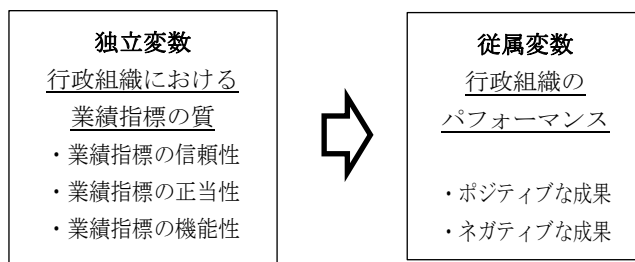 独立変数
行政組織における
業績指標の質
・業績指標の信頼性
・業績指標の正当性
・業績指標の機能性
従属変数
行政組織の
パフォーマンス
・ポジティブな成果
・ネガティブな成果